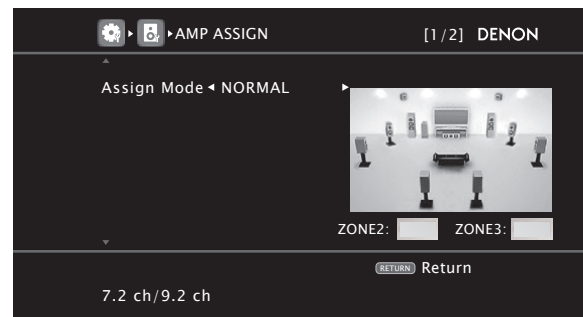 AMP ASSIGN [1/2] DENON
Assign Mode NORMAL
ZONE2: ZONE3:
RETURN Return
7.2 ch/9.2 ch